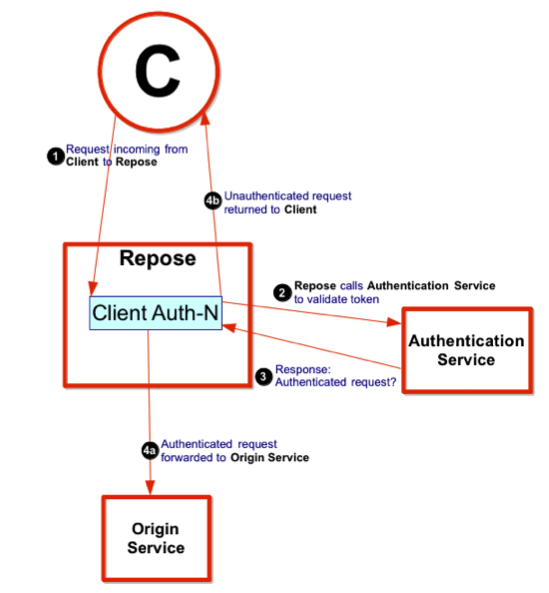 C
1 Request incoming from
Client to Repose
4b Unauthenticated request
returned to Client
Repose
2 Repose calls Authentication Service
to validate token
Client Auth-N
Authentication
Service
3 Response:
Authenticated request?
4a Authenticated request
forwarded to Origin Service
Origin
Service